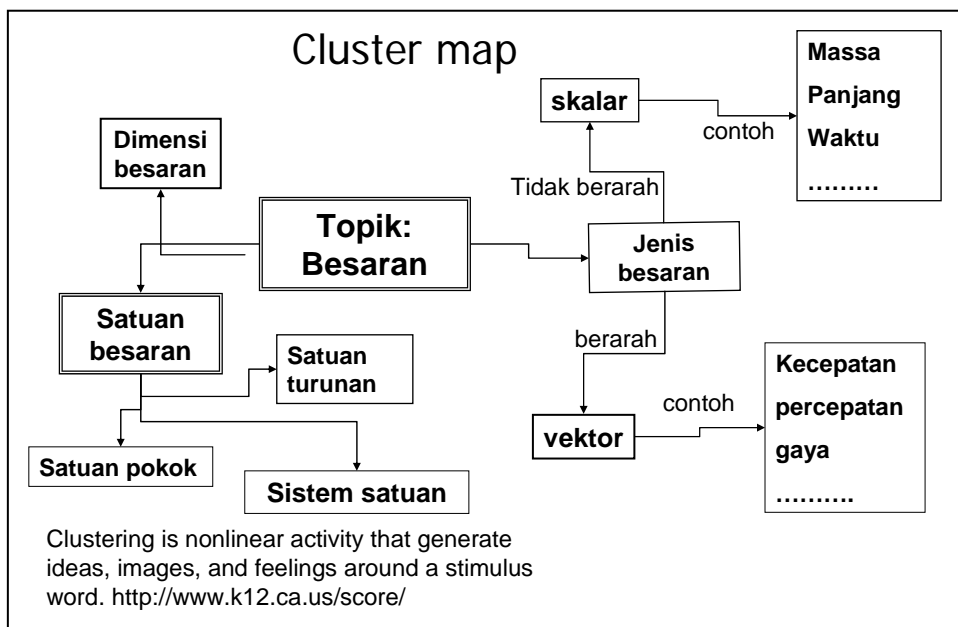 Cluster map
Dimensi
besaran
Topik:
Besaran
Satuan
besaran
Satuan
turunan
Satuan pokok
Sistem satuan
skalar
contoh
Massa
Panjang
Waktu
………
Tidak berarah
Jenis
besaran
berarah
vektor
contoh
Kecepatan
percepatan
gaya
……….
Clustering is nonlinear activity that generate
ideas, images, and feelings around a stimulus
word. http://www.k12.ca.us/score/